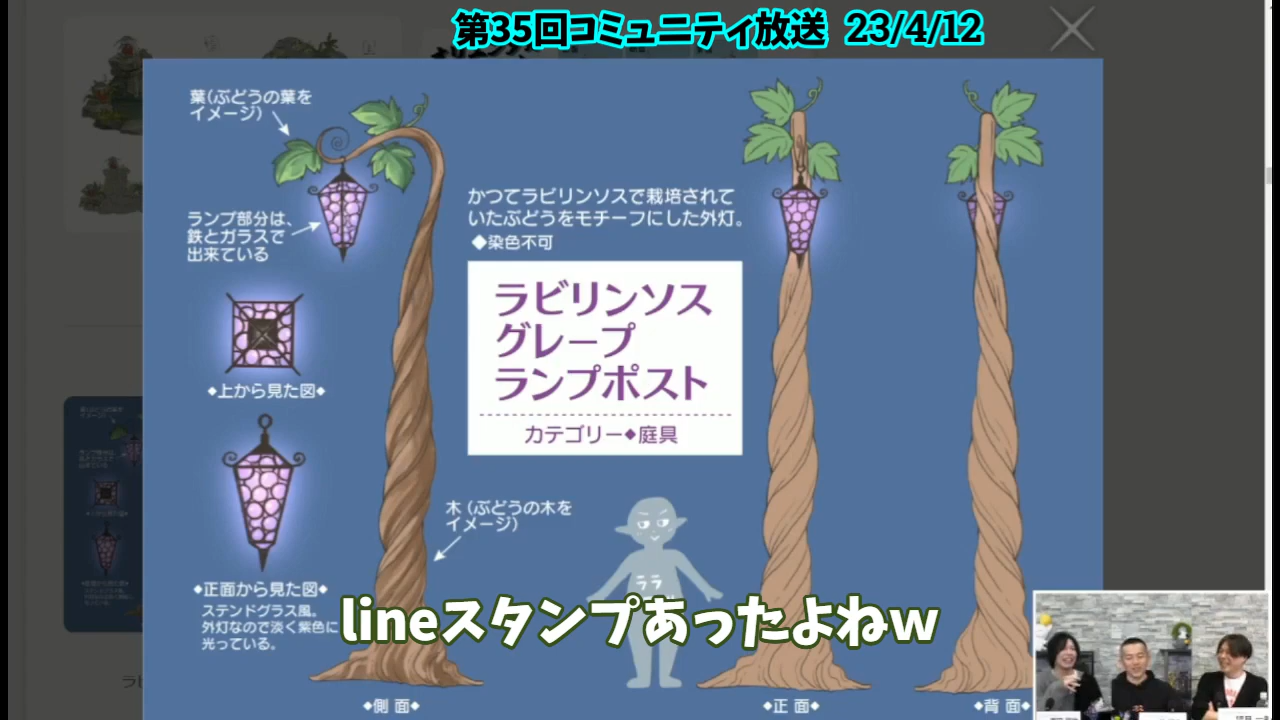 第35回コミュニティ放送 23/4/12
葉(ぶどうの葉を
イメージ)
ランプ部分は、
鉄とガラスで
出来ている
かつてラビリンソスで栽培されて
いたぶどうをモチーフにした外灯。
◆染色不可
ラビリンソス
グレープ
ランプポスト
カテゴリー◆庭具
◆上から見た図◆
木(ぶどうの木を
イメージ)
ララ
◆正面から見た図◆
ステンドグラス風。
外灯なので淡く紫色に
光っている。
lineスタンプあったよねw
◆側 面◆
◆正 面◆
◆背 面◆